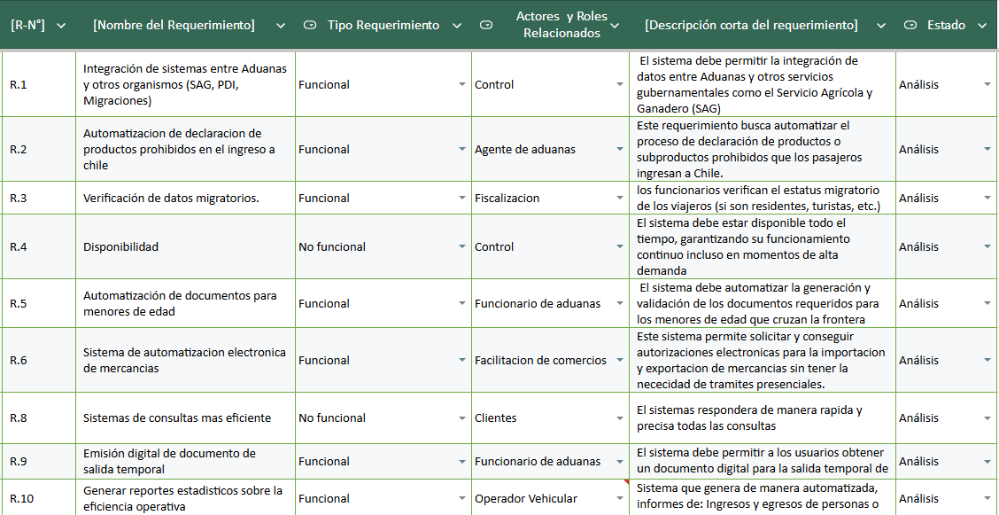 [R-N°]
[Nombre del Requerimiento]
Tipo Requerimiento
Actores y Roles
Relacionados
[Descripción corta del requerimiento]
Estado
R.1
Integración de sistemas entre Aduanas
y otros organismos (SAG, PDI,
Migraciones)
Funcional
Control
El sistema debe permitir la integración de
datos entre Aduanas y otros servicios
gubernamentales como el Servicio Agrícola y
Ganadero (SAG)
Análisis
R.2
Automatizacion de declaracion de
productos prohibidos en el ingreso a
chile
Funcional
Agente de aduanas
Este requerimiento busca automatizar el
proceso de declaración de productos o
subproductos prohibidos que los pasajeros
ingresan a Chile.
Análisis
R.3
Verificación de datos migratorios.
Funcional
Fiscalizacion
los funcionarios verifican el estatus migratorio
de los viajeros (si son residentes, turistas, etc.)
Análisis
R.4
Disponibilidad
No funcional
Control
El sistema debe estar disponible todo el
tiempo, garantizando su funcionamiento
continuo incluso en momentos de alta
demanda
Análisis
R.5
Automatización de documentos para
menores de edad
Funcional
Funcionario de aduanas
El sistema debe automatizar la generación y
validación de los documentos requeridos para
los menores de edad que cruzan la frontera
Análisis
R.6
Sistema de automatizacion electronica
de mercancias
Funcional
Facilitacion de comercios
Este sistema permite solicitar y conseguir
autorizaciones electronicas para la importacion
y exportacion de mercancias sin tener la
nececidad de tramites presenciales.
Análisis
R.8
Sistemas de consultas mas eficiente
No funcional
Clientes
El sistemas respondera de manera rapida y
precisa todas las consultas
Análisis
R.9
Emisión digital de documento de
salida temporal
Funcional
Funcionario de aduanas
El sistema debe permitir a los usuarios obtener
un documento digital para la salida temporal de
Análisis
R.10
Generar reportes estadisticos sobre la
eficiencia operativa
Funcional
Operador Vehicular
Sistema que genera de manera automatizada,
informes de: Ingresos y egresos de personas o
Análisis